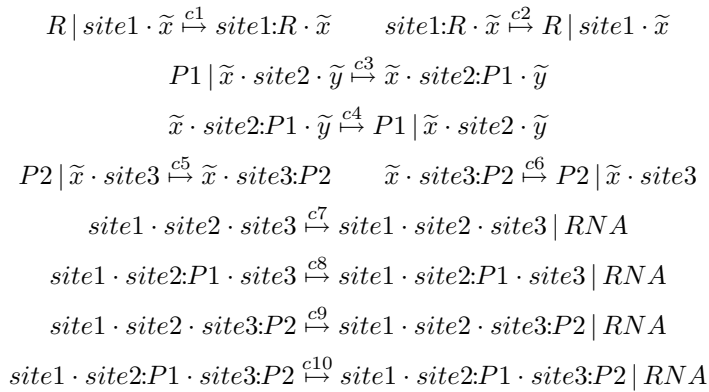 R | site1 · x̃ ↦^{c1} site1:R · x̃    site1:R · x̃ ↦^{c2} R | site1 · x̃
P1 | x̃ · site2 · ỹ ↦^{c3} x̃ · site2:P1 · ỹ
x̃ · site2:P1 · ỹ ↦^{c4} P1 | x̃ · site2 · ỹ
P2 | x̃ · site3 ↦^{c5} x̃ · site3:P2    x̃ · site3:P2 ↦^{c6} P2 | x̃ · site3
site1 · site2 · site3 ↦^{c7} site1 · site2 · site3 | RNA
site1 · site2:P1 · site3 ↦^{c8} site1 · site2:P1 · site3 | RNA
site1 · site2 · site3:P2 ↦^{c9} site1 · site2 · site3:P2 | RNA
site1 · site2:P1 · site3:P2 ↦^{c10} site1 · site2:P1 · site3:P2 | RNA